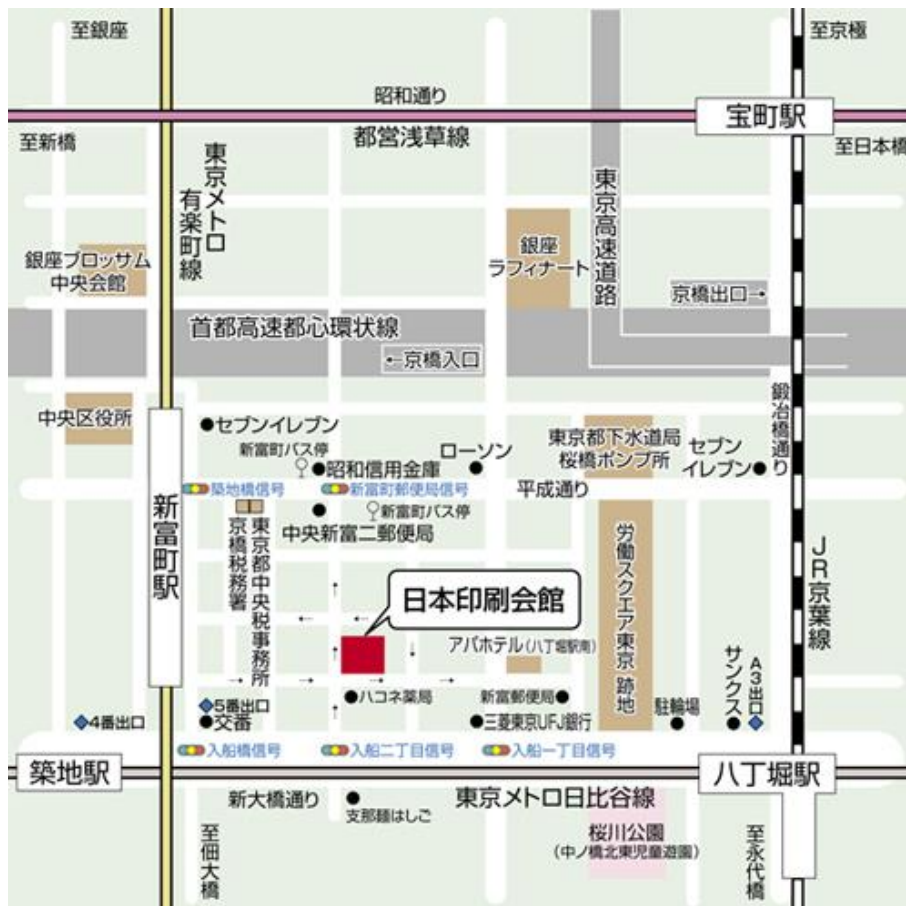 至銀座
至京極
昭和通り
宝町駅
至新橋
都営浅草線
至日本橋
東京メトロ
有楽町線
東京高速道路
銀座ブロッサム
中央会館
銀座
ラフィナート
京橋出口→
首都高速都心環状線
←京橋入口
中央区役所
セブンイレブン
新富町バス停
昭和信用金庫
ローソン
東京都下水道局
桜橋ポンプ所
セブン
イレブン
鍛冶橋通り
築地橋信号
新富町郵便局信号
平成通り
新富町駅
東京都中央税事務所
京橋税務署
新富町バス停
中央新富二郵便局
労働スクエア東京 跡地
JR京葉線
日本印刷会館
アパホテル(八丁堀駅南)
ハコネ薬局
新富郵便局
サンクス
A3出口
4番出口
5番出口
交番
三菱東京UFJ銀行
駐輪場
入船橋信号
入船二丁目信号
入船一丁目信号
築地駅
八丁堀駅
新大橋通り
東京メトロ日比谷線
支那麺はしご
至佃大橋
桜川公園
(中ノ橋北東児童遊園)
至永代橋